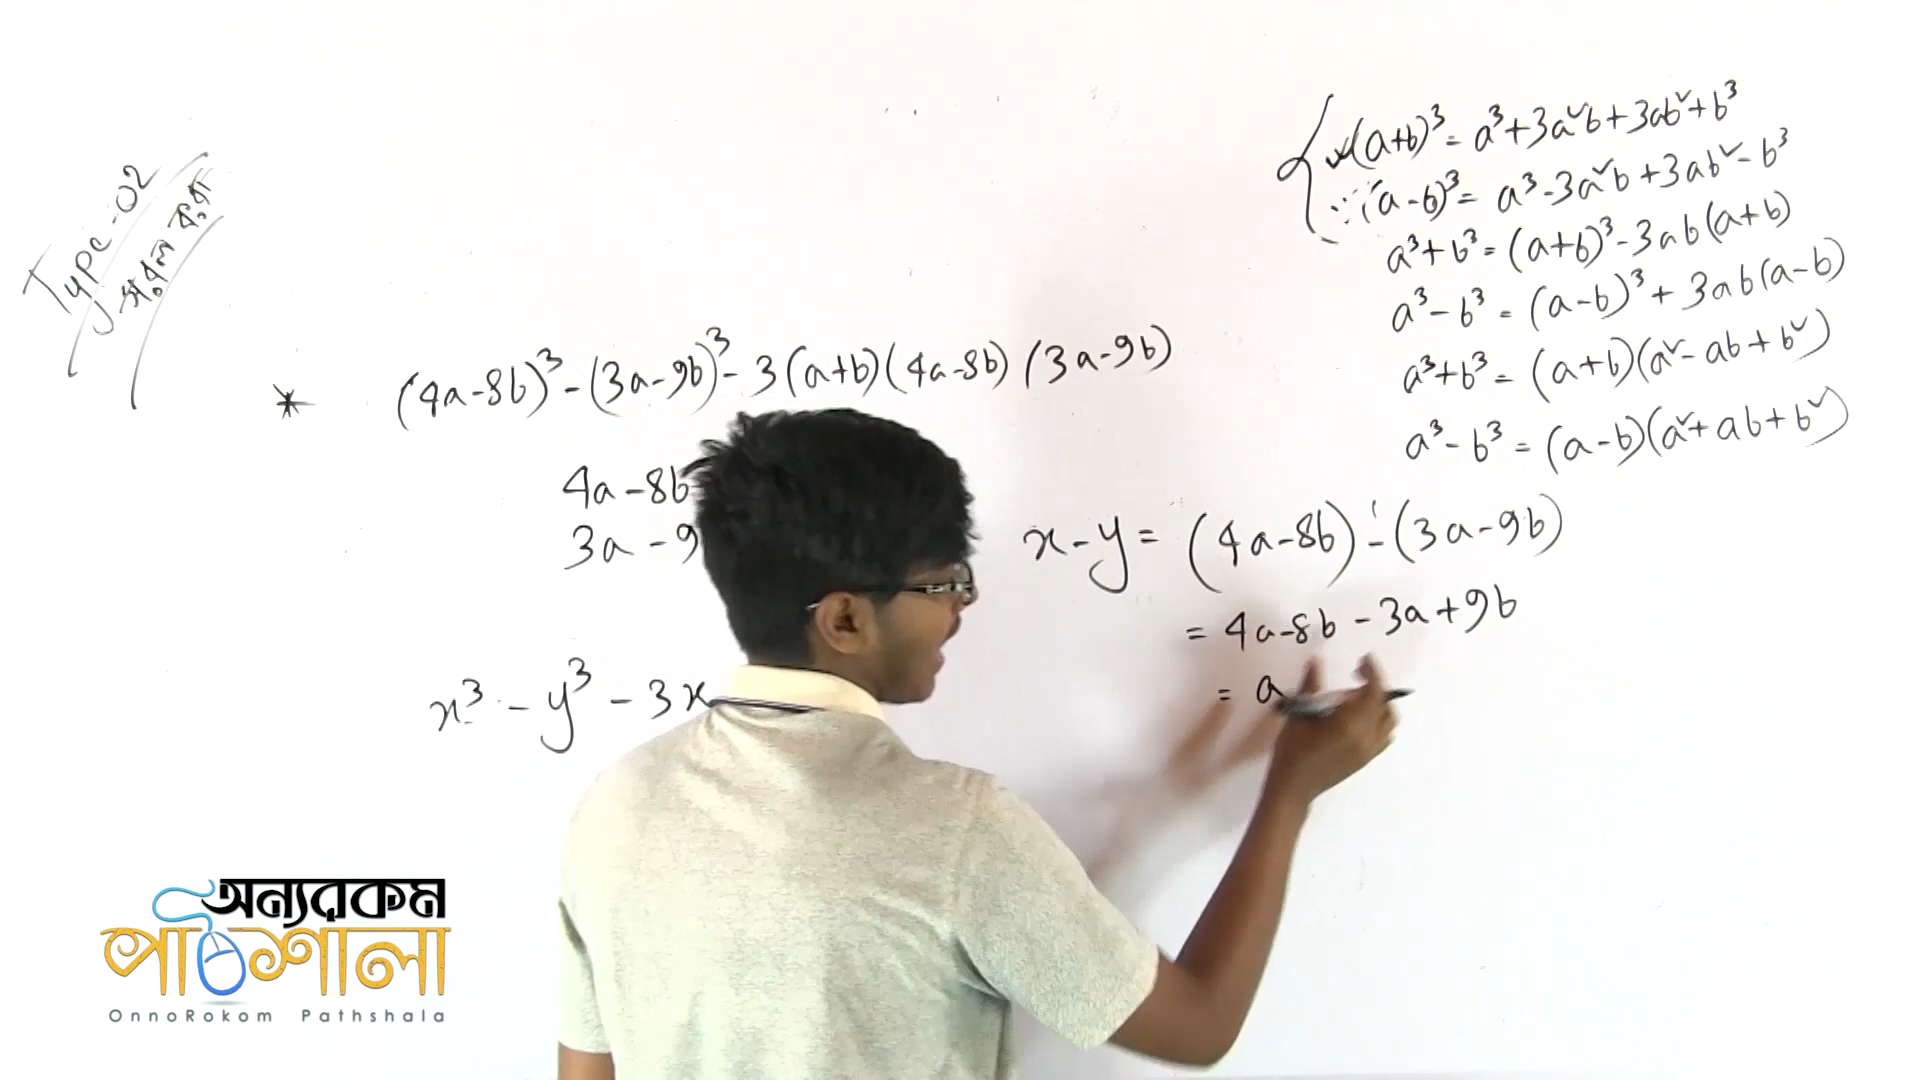 Type-02
সরল করঃ
(a+b)³ = a³+3a²b+3ab²+b³
∵ (a-b)³ = a³-3a²b+3ab²-b³
a³+b³ = (a+b)³-3ab(a+b)
a³-b³ = (a-b)³+3ab(a-b)
a³+b³ = (a+b)(a²-ab+b²)
a³-b³ = (a-b)(a²+ab+b²)
* (4a-8b)³-(3a-9b)³-3(a+b)(4a-8b)(3a-9b)
4a-8b
3a-9
x-y = (4a-8b)-(3a-9b)
= 4a-8b-3a+9b
= a
x³-y³-3x
অন্যরকম
পাঠশালা
OnnoRokom Pathshala